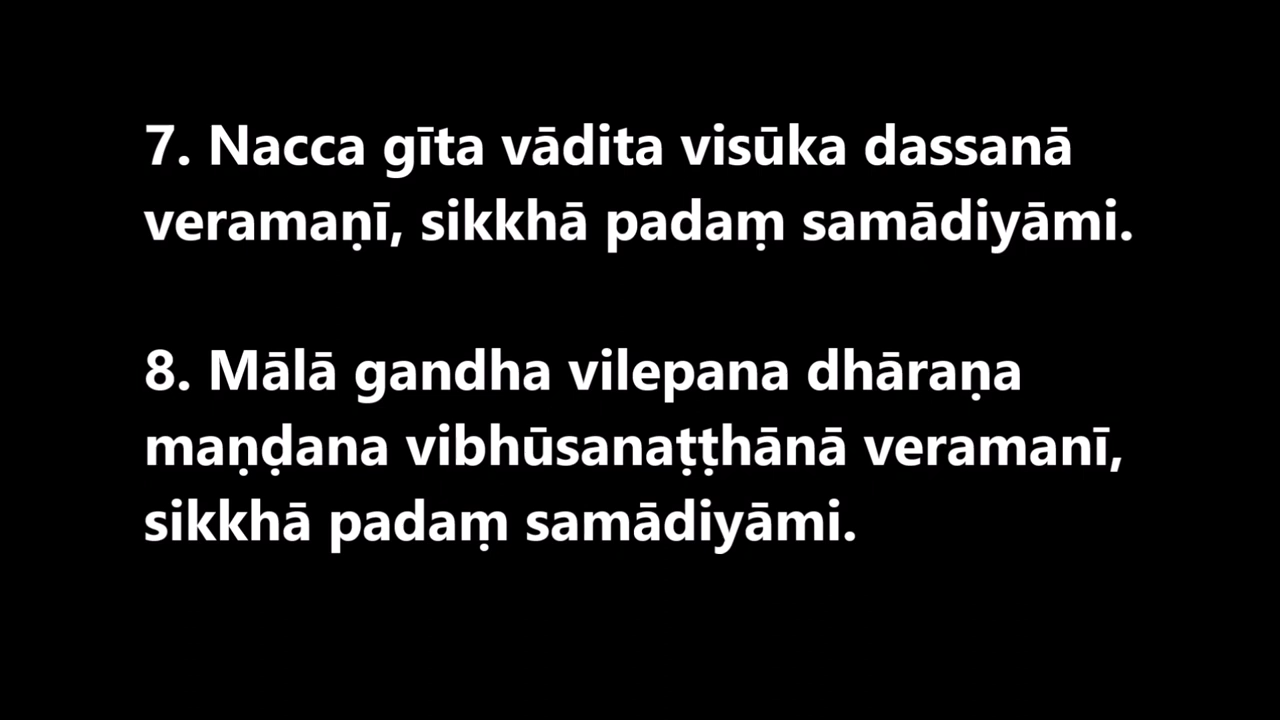 7. Nacca gīta vādita visūka dassanā
veramaṇī, sikkhā padaṃ samādiyāmi.
8. Mālā gandha vilepana dhāraṇa
maṇḍana vibhūsanaṭṭhānā veramanī,
sikkhā padaṃ samādiyāmi.